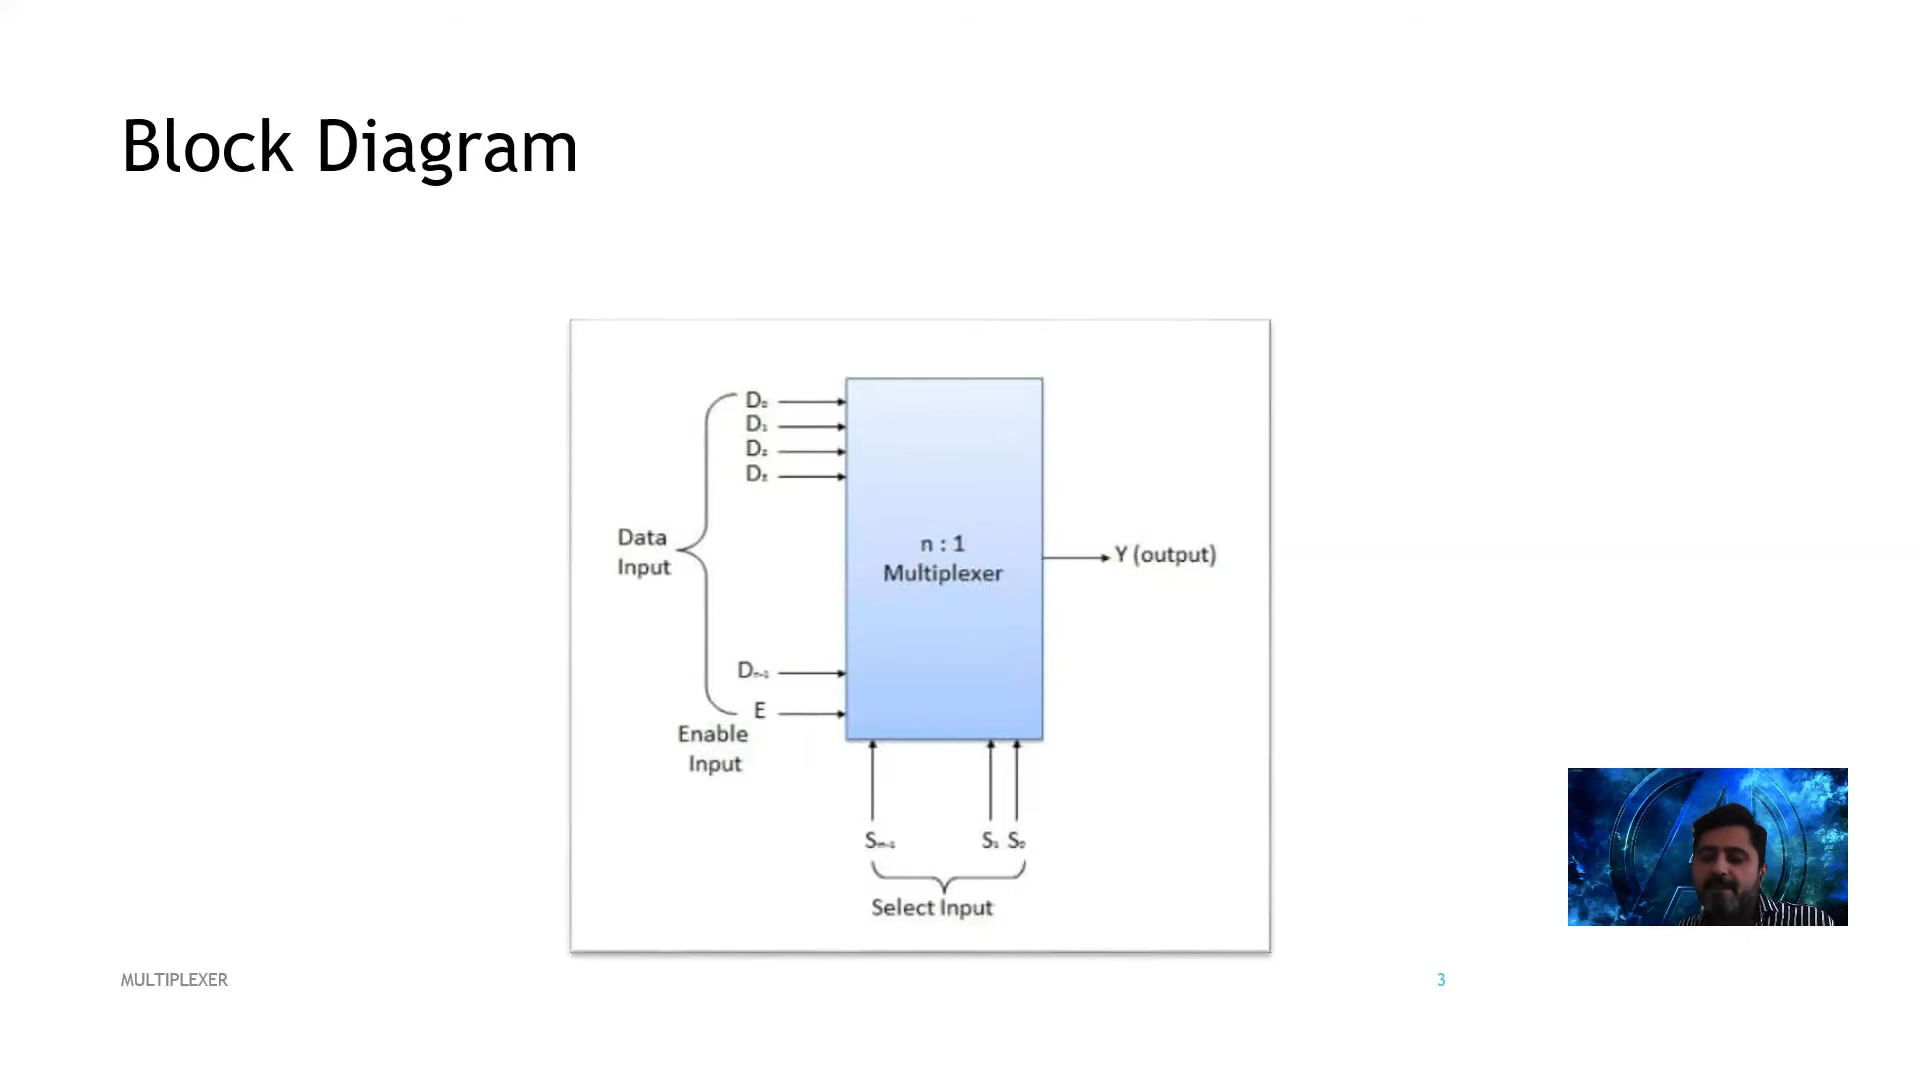 Block Diagram
D₀
D₁
D₂
D₃
Data
Input
n : 1
Multiplexer
Y (output)
Dₙ₋₁
E
Enable
Input
Sₘ₋₁ S₁ S₀
Select Input
MULTIPLEXER
3